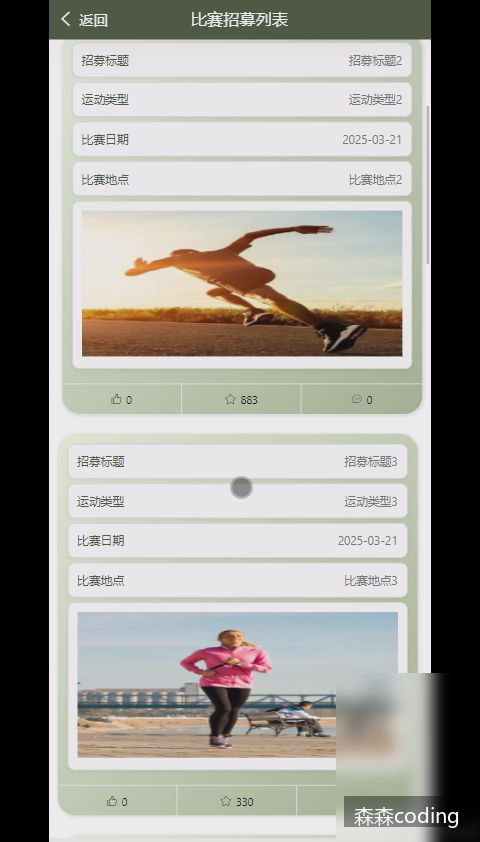 返回 比赛招募列表
招募标题 招募标题2
运动类型 运动类型2
比赛日期 2025-03-21
比赛地点 比赛地点2
0 883 0
招募标题 招募标题3
运动类型 运动类型3
比赛日期 2025-03-21
比赛地点 比赛地点3
0 330
森森coding